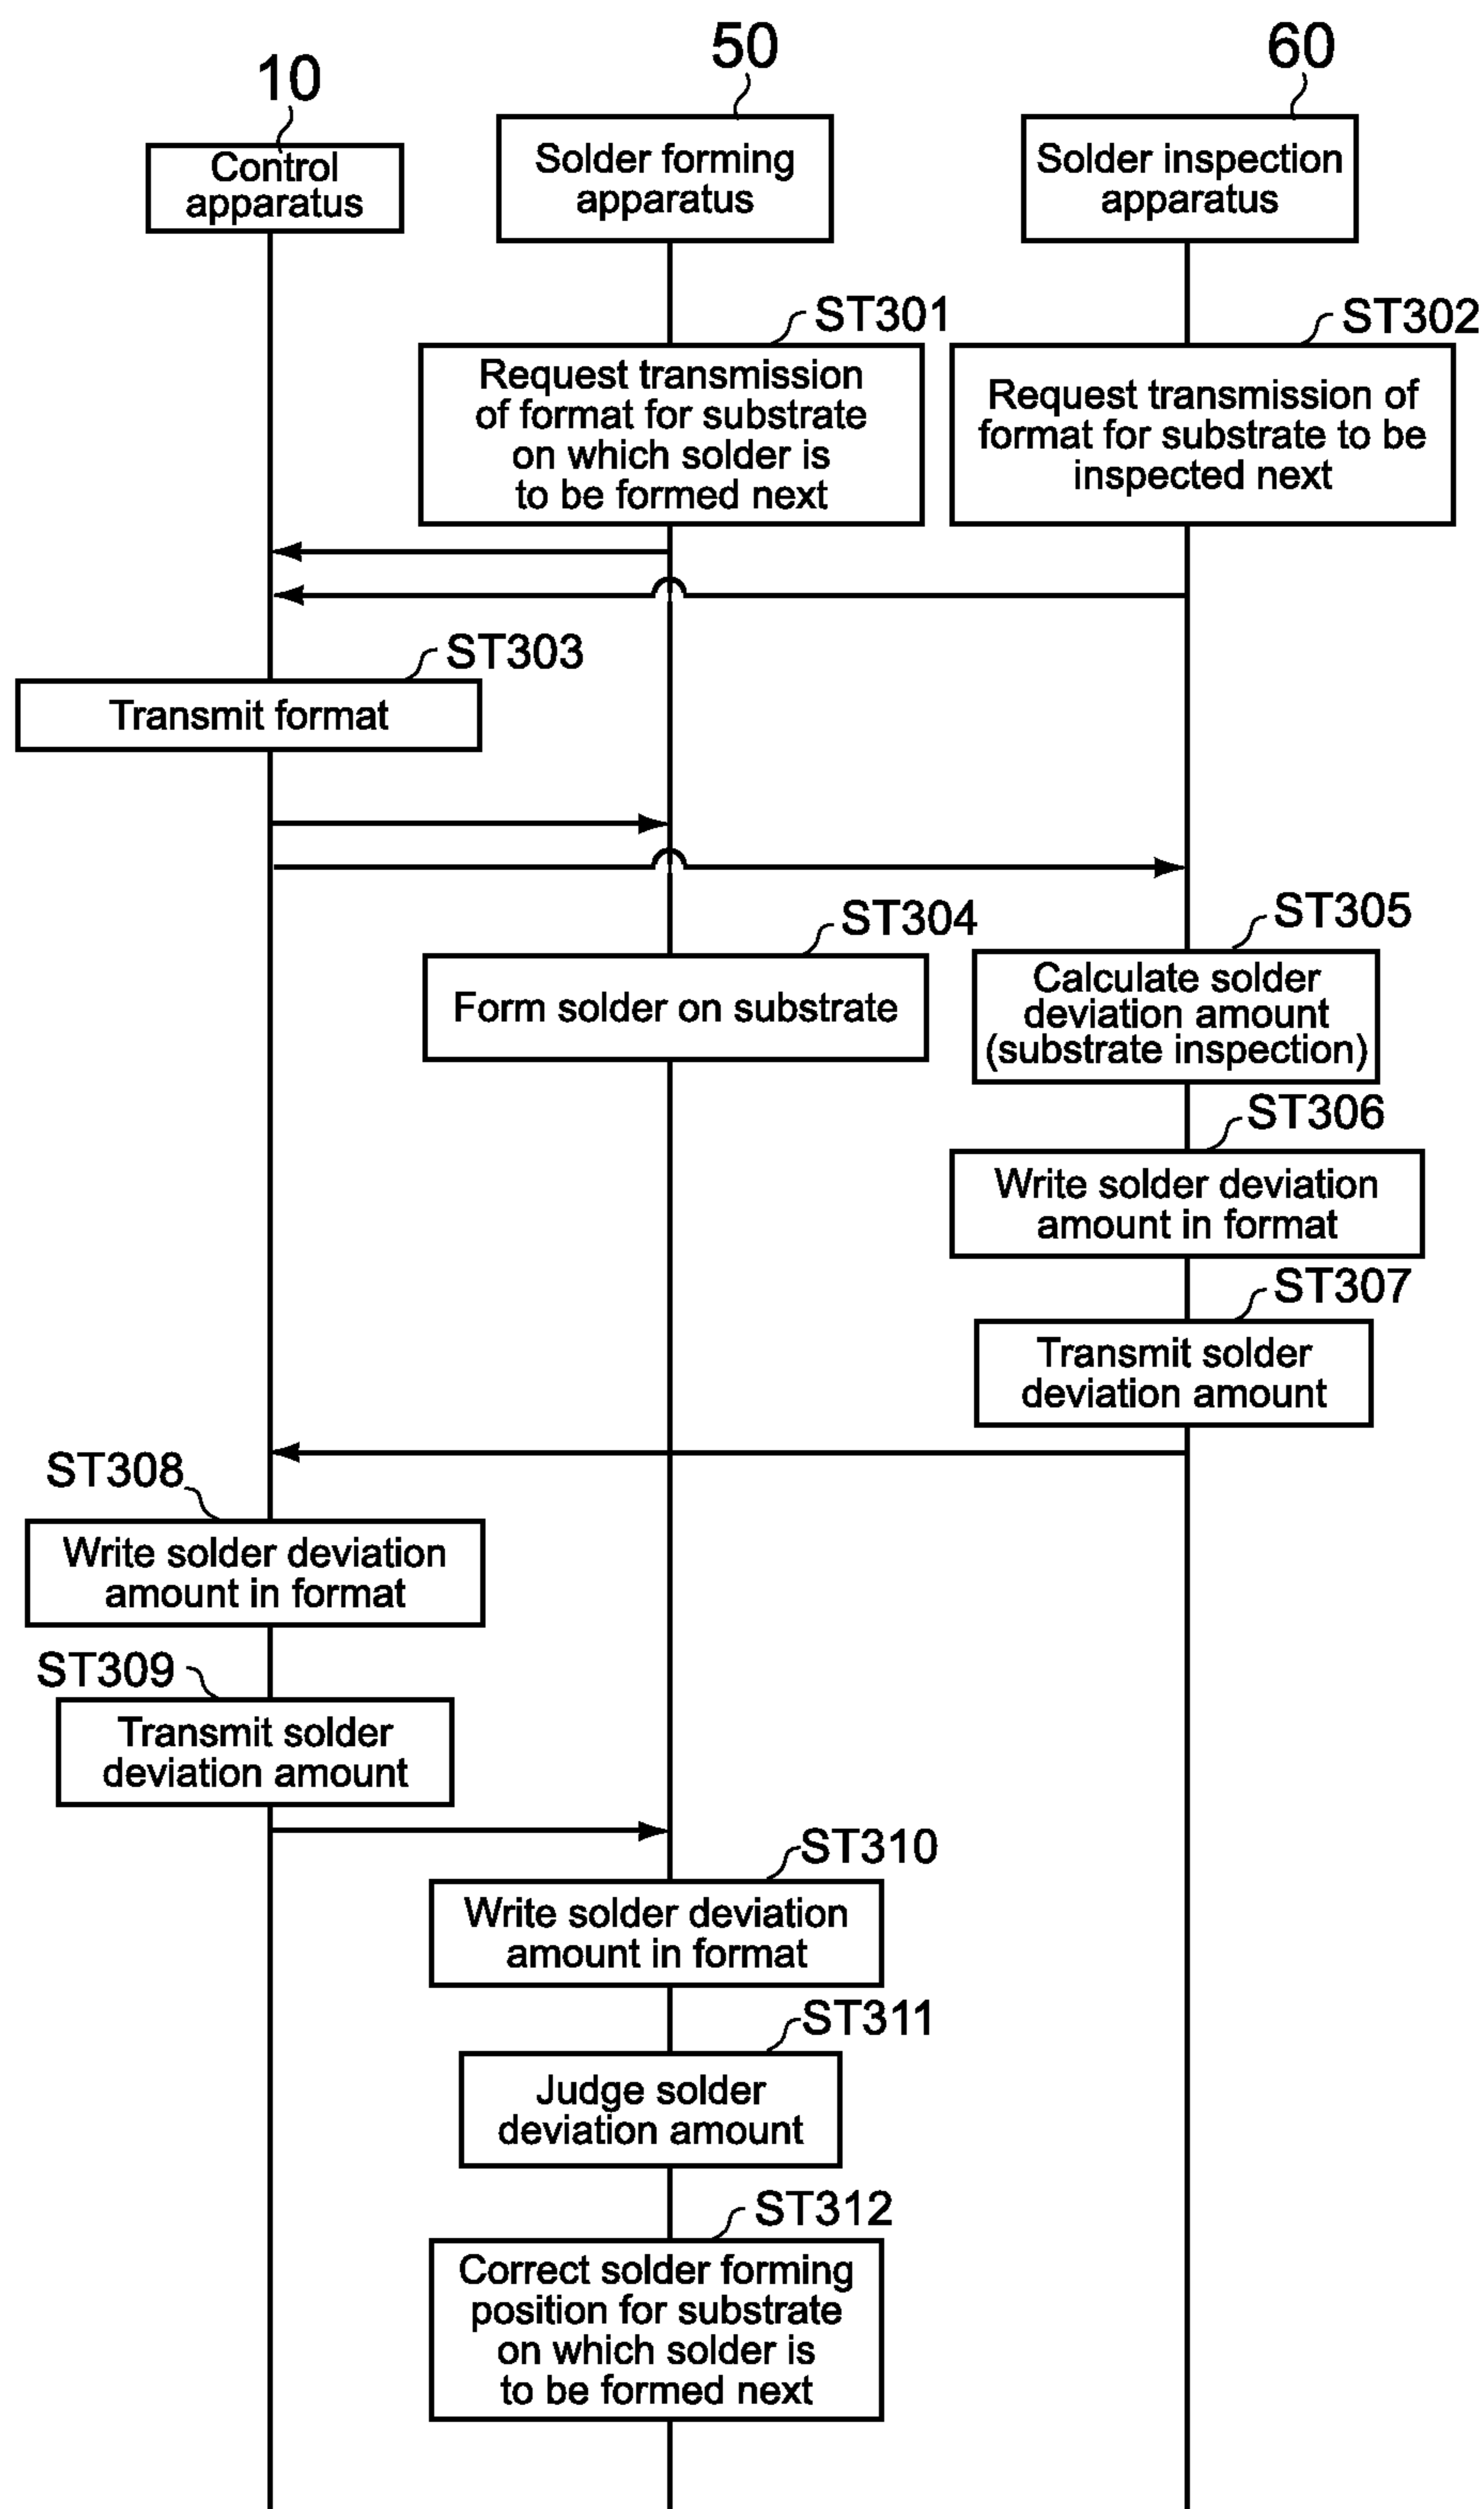 10
50
60
Control
apparatus
Solder forming
apparatus
Solder inspection
apparatus
ST301
Request transmission
of format for substrate
on which solder is
to be formed next
ST302
Request transmission of
format for substrate to be
inspected next
ST303
Transmit format
ST304
Form solder on substrate
ST305
Calculate solder
deviation amount
(substrate inspection)
ST306
Write solder deviation
amount in format
ST307
Transmit solder
deviation amount
ST308
Write solder deviation
amount in format
ST309
Transmit solder
deviation amount
ST310
Write solder deviation
amount in format
ST311
Judge solder
deviation amount
ST312
Correct solder forming
position for substrate
on which solder is
to be formed next